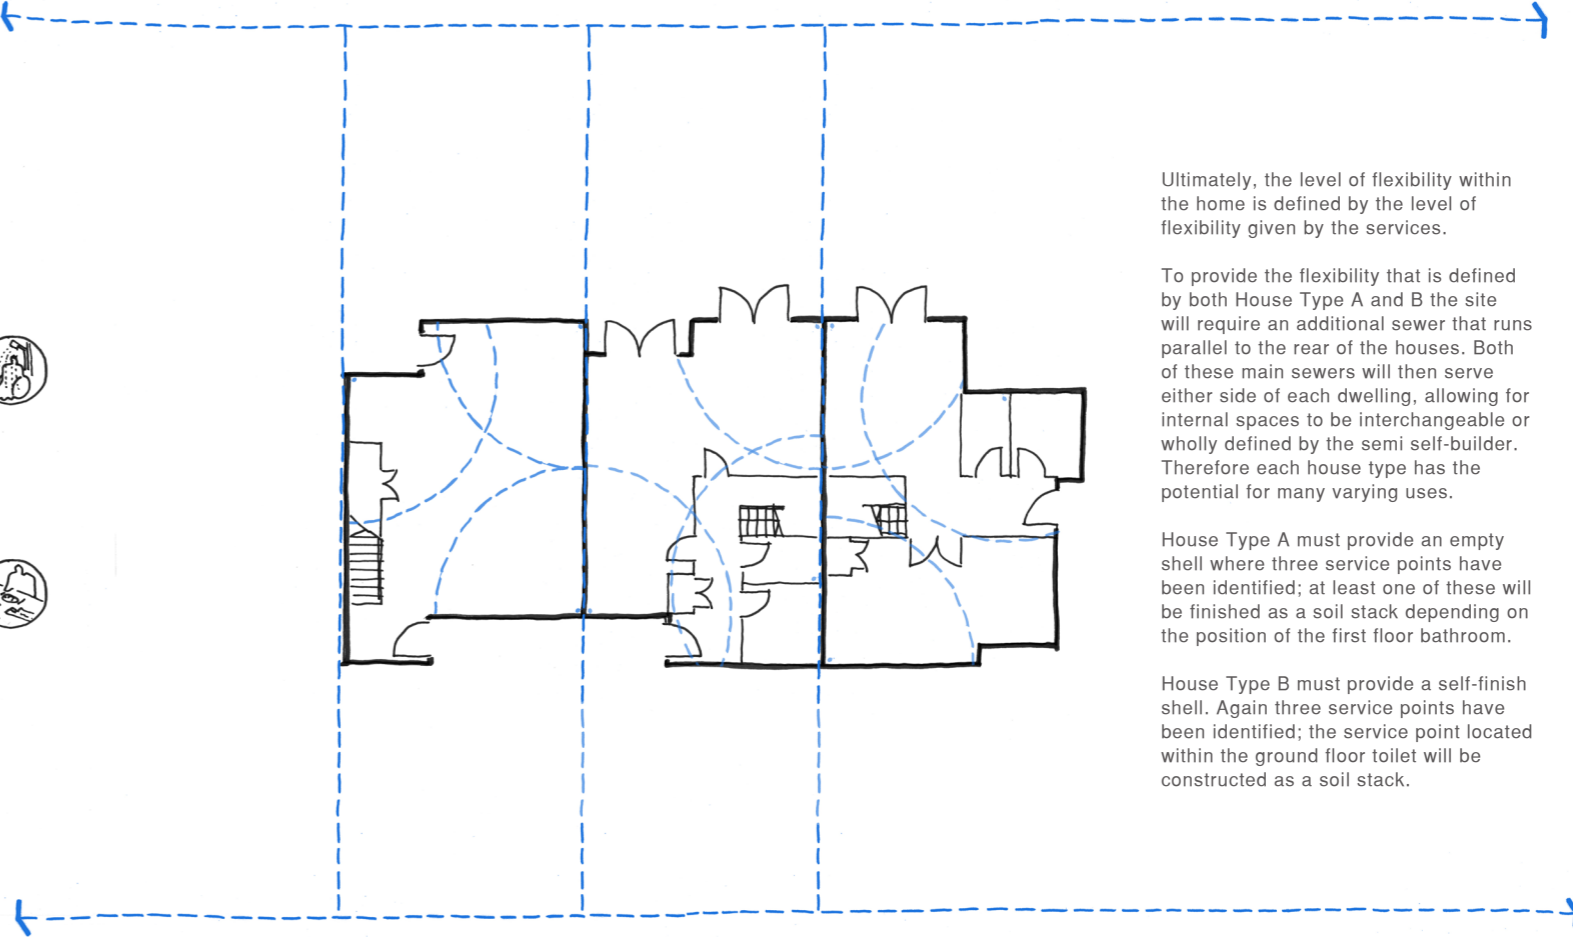 Ultimately, the level of flexibility within
the home is defined by the level of
flexibility given by the services.
To provide the flexibility that is defined
by both House Type A and B the site
will require an additional sewer that runs
parallel to the rear of the houses. Both
of these main sewers will then serve
either side of each dwelling, allowing for
internal spaces to be interchangeable or
wholly defined by the semi self-builder.
Therefore each house type has the
potential for many varying uses.
House Type A must provide an empty
shell where three service points have
been identified; at least one of these will
be finished as a soil stack depending on
the position of the first floor bathroom.
House Type B must provide a self-finish
shell. Again three service points have
been identified; the service point located
within the ground floor toilet will be
constructed as a soil stack.